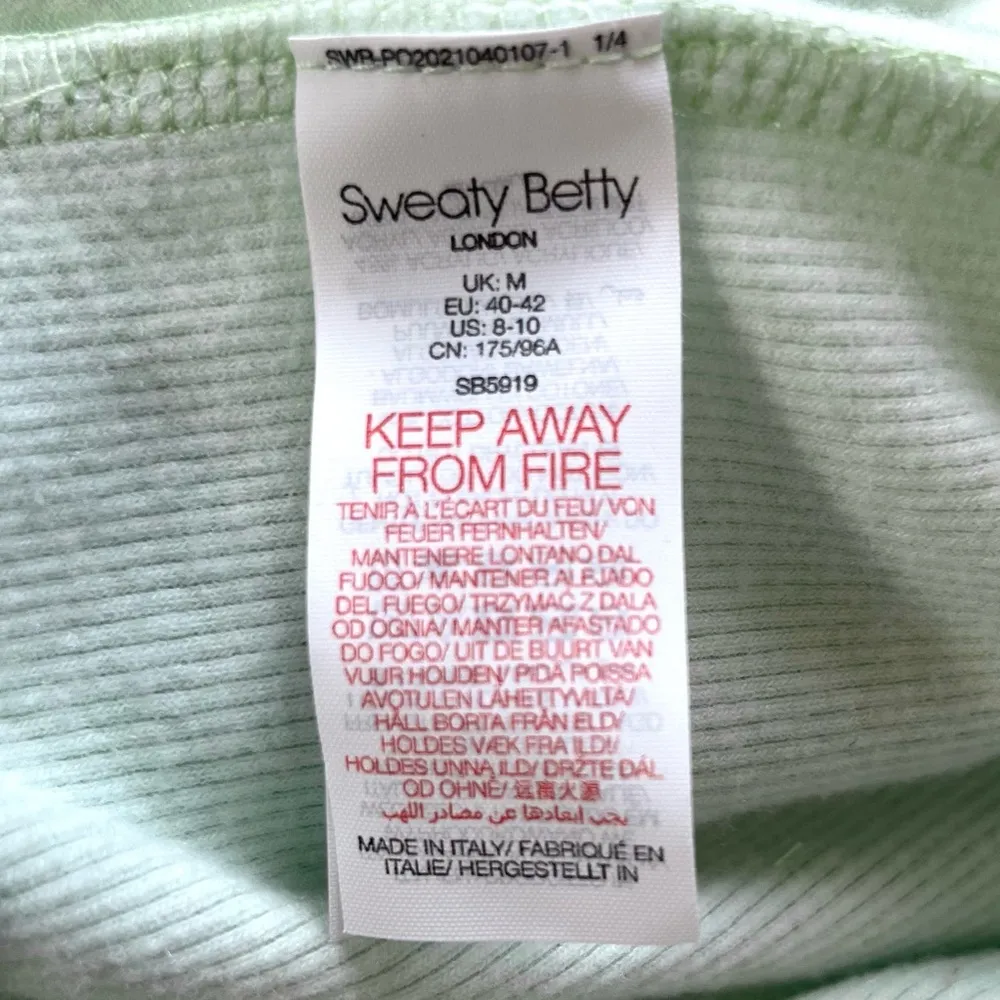 SWB-PO2021040107-1 1/4
Sweaty Betty
LONDON
UK: M
EU: 40-42
US: 8-10
CN: 175/96A
SB5919
KEEP AWAY
FROM FIRE
TENIR À L'ÉCART DU FEU/ VON
FEUER FERNHALTEN/
MANTENERE LONTANO DAL
FUOCO/ MANTENER ALEJADO
DEL FUEGO/ TRZYMAĆ Z DALA
OD OGNIA/ MANTER AFASTADO
DO FOGO/ UIT DE BUURT VAN
VUUR HOUDEN/ PIDÄ POISSA
AVOTULEN LÄHETTYVILTÄ/
HÅLL BORTA FRÅN ELD/
HOLDES VÆK FRA ILD/
HOLDES UNNA ILD/ DRŽTE DÁL
OD OHNĚ/ 远离火源
يجب ابعادها عن مصادر اللهب
MADE IN ITALY/ FABRIQUÉ EN
ITALIE/ HERGESTELLT IN